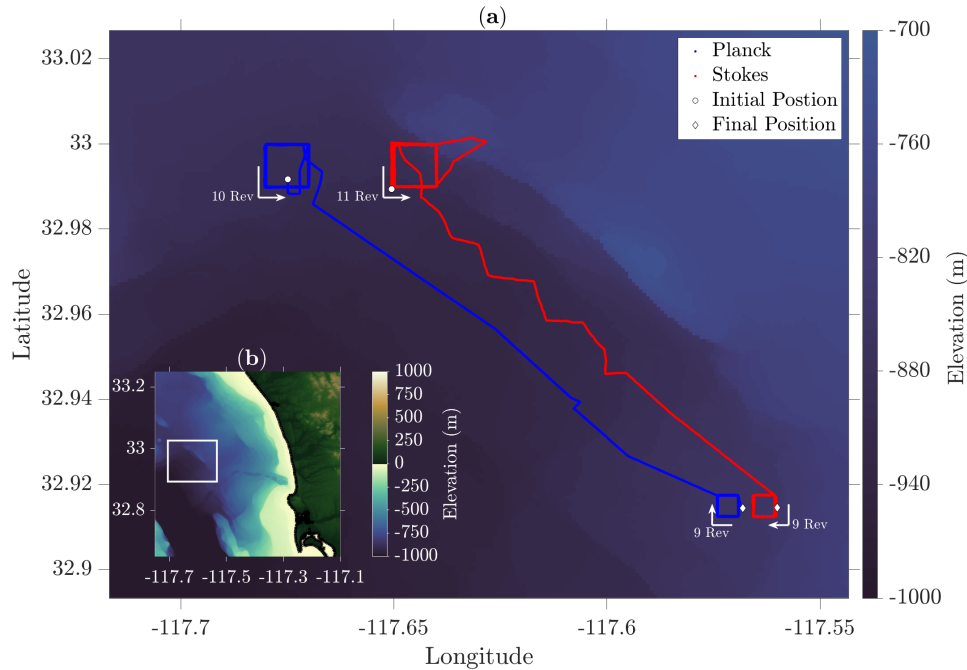 (a)
33.02
33
32.98
32.96
32.94
32.92
32.9
Latitude
-117.7
-117.65
-117.6
-117.55
Longitude
Planck
Stokes
Initial Postion
Final Position
10 Rev
11 Rev
9 Rev
9 Rev
-700
-760
-820
-880
-940
-1000
Elevation (m)
(b)
33.2
33
32.8
-117.7
-117.5
-117.3
-117.1
1000
750
500
250
0
-250
-500
-750
-1000
Elevation (m)